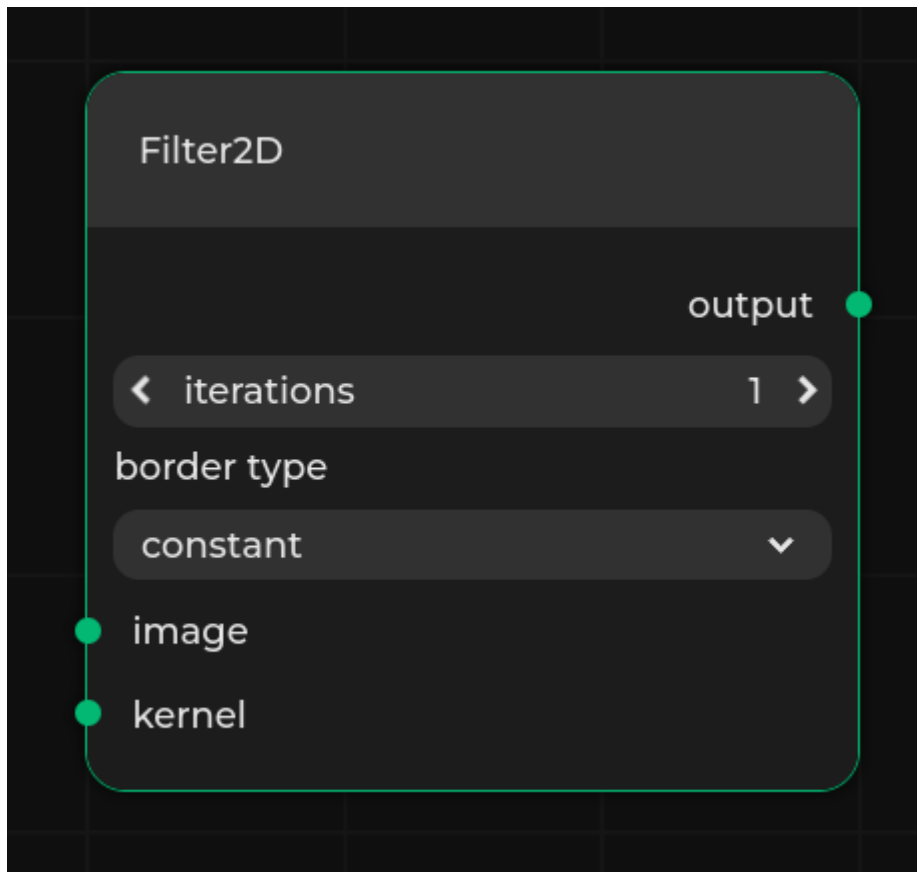 Filter2D
output
iterations 1
border type
constant
image
kernel